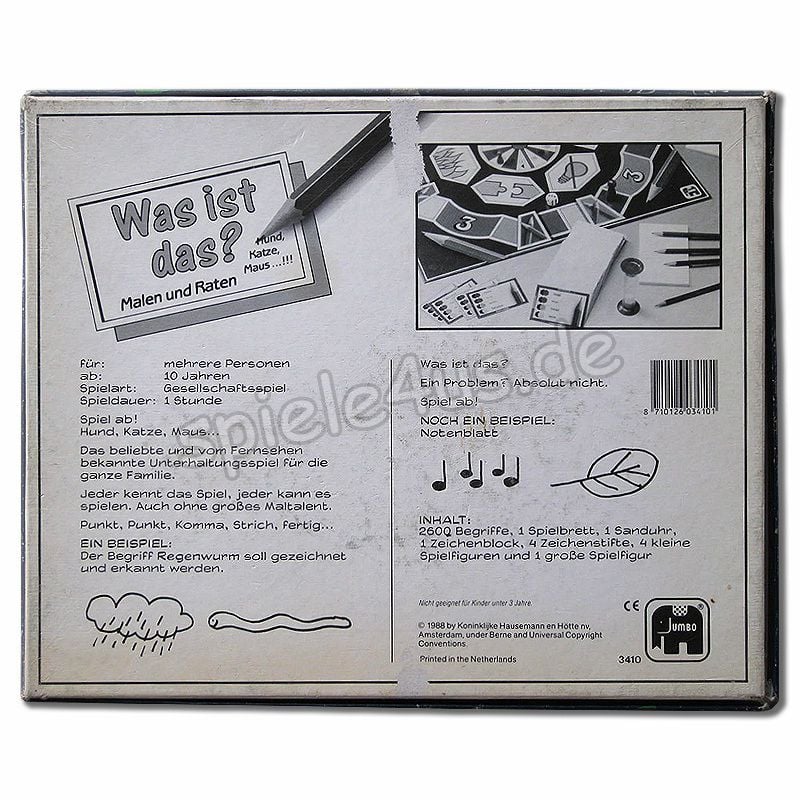 Was ist
das?
Hund,
Katze,
Maus...!!!
Malen und Raten
3
3
für: mehrere Personen
ab: 10 Jahren
Spielart: Gesellschaftsspiel
Spieldauer: 1 Stunde
Spiel ab!
Hund, Katze, Maus...
Das beliebte und vom Fernsehen
bekannte Unterhaltungsspiel für die
ganze Familie.
Jeder kennt das Spiel, jeder kann es
spielen. Auch ohne großes Maltalent.
Punkt, Punkt, Komma, Strich, fertig...
EIN BEISPIEL:
Der Begriff Regenwurm soll gezeichnet
und erkannt werden.
Was ist das?
Ein Problem? Absolut nicht.
Spiel ab!
NOCH EIN BEISPIEL:
Notenblatt
8 710126 034101
INHALT:
2600 Begriffe, 1 Spielbrett, 1 Sanduhr,
1 Zeichenblock, 4 Zeichenstifte, 4 kleine
Spielfiguren und 1 große Spielfigur
Nicht geeignet für Kinder unter 3 Jahre.
© 1988 by Koninklijke Hausemann en Hötte nv,
Amsterdam, under Berne and Universal Copyright
Conventions.
Printed in the Netherlands
CE
JUMBO
®
3410
spiele4us.de